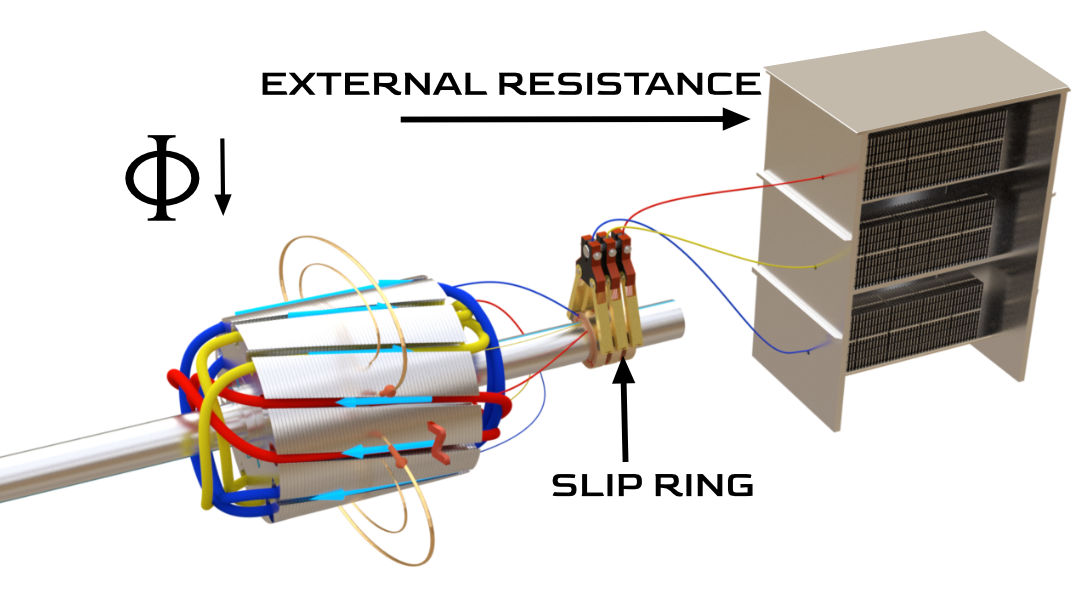 EXTERNAL RESISTANCE
Φ
SLIP RING